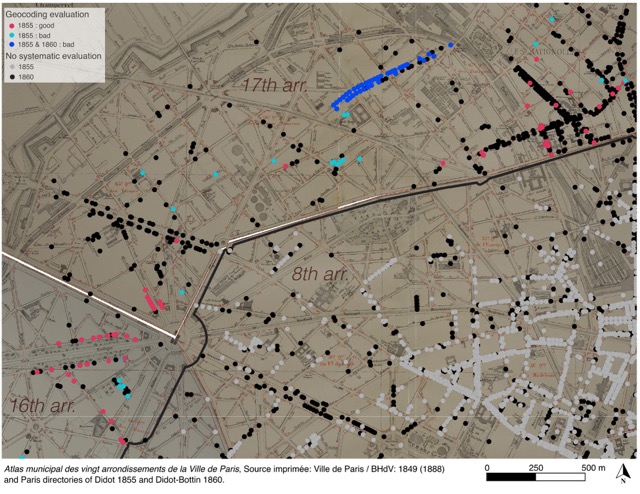 Geocoding evaluation
1855 : good
1855 : bad
1855 & 1860 : bad
No systematic evaluation
1855
1860
17th arr.
8th arr.
16th arr.
Atlas municipal des vingt arrondissements de la Ville de Paris, Source imprimée: Ville de Paris / BHdV: 1849 (1888)
and Paris directories of Didot 1855 and Didot-Bottin 1860.
0 250 500 m
N